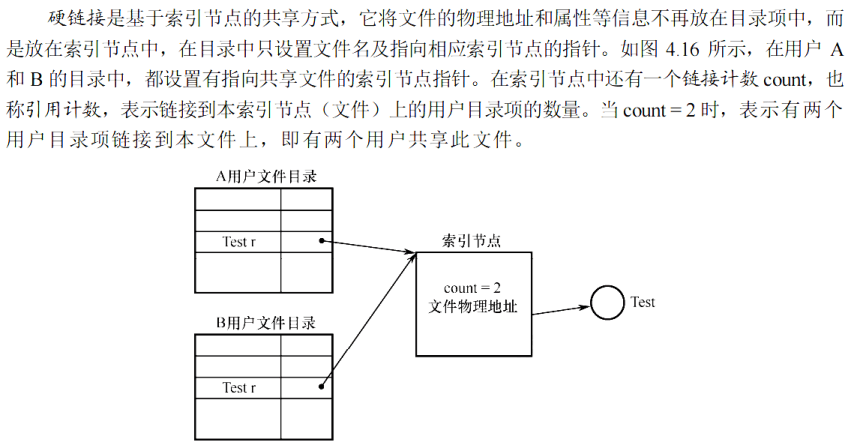 硬链接是基于索引节点的共享方式，它将文件的物理地址和属性等信息不再放在目录项中，而
是放在索引节点中，在目录中只设置文件名及指向相应索引节点的指针。如图 4.16 所示，在用户 A
和 B 的目录中，都设置有指向共享文件的索引节点指针。在索引节点中还有一个链接计数 count，也
称引用计数，表示链接到本索引节点（文件）上的用户目录项的数量。当 count = 2 时，表示有两个
用户目录项链接到本文件上，即有两个用户共享此文件。
A用户文件目录
Test r
索引节点
count = 2
文件物理地址
Test
B用户文件目录
Test r